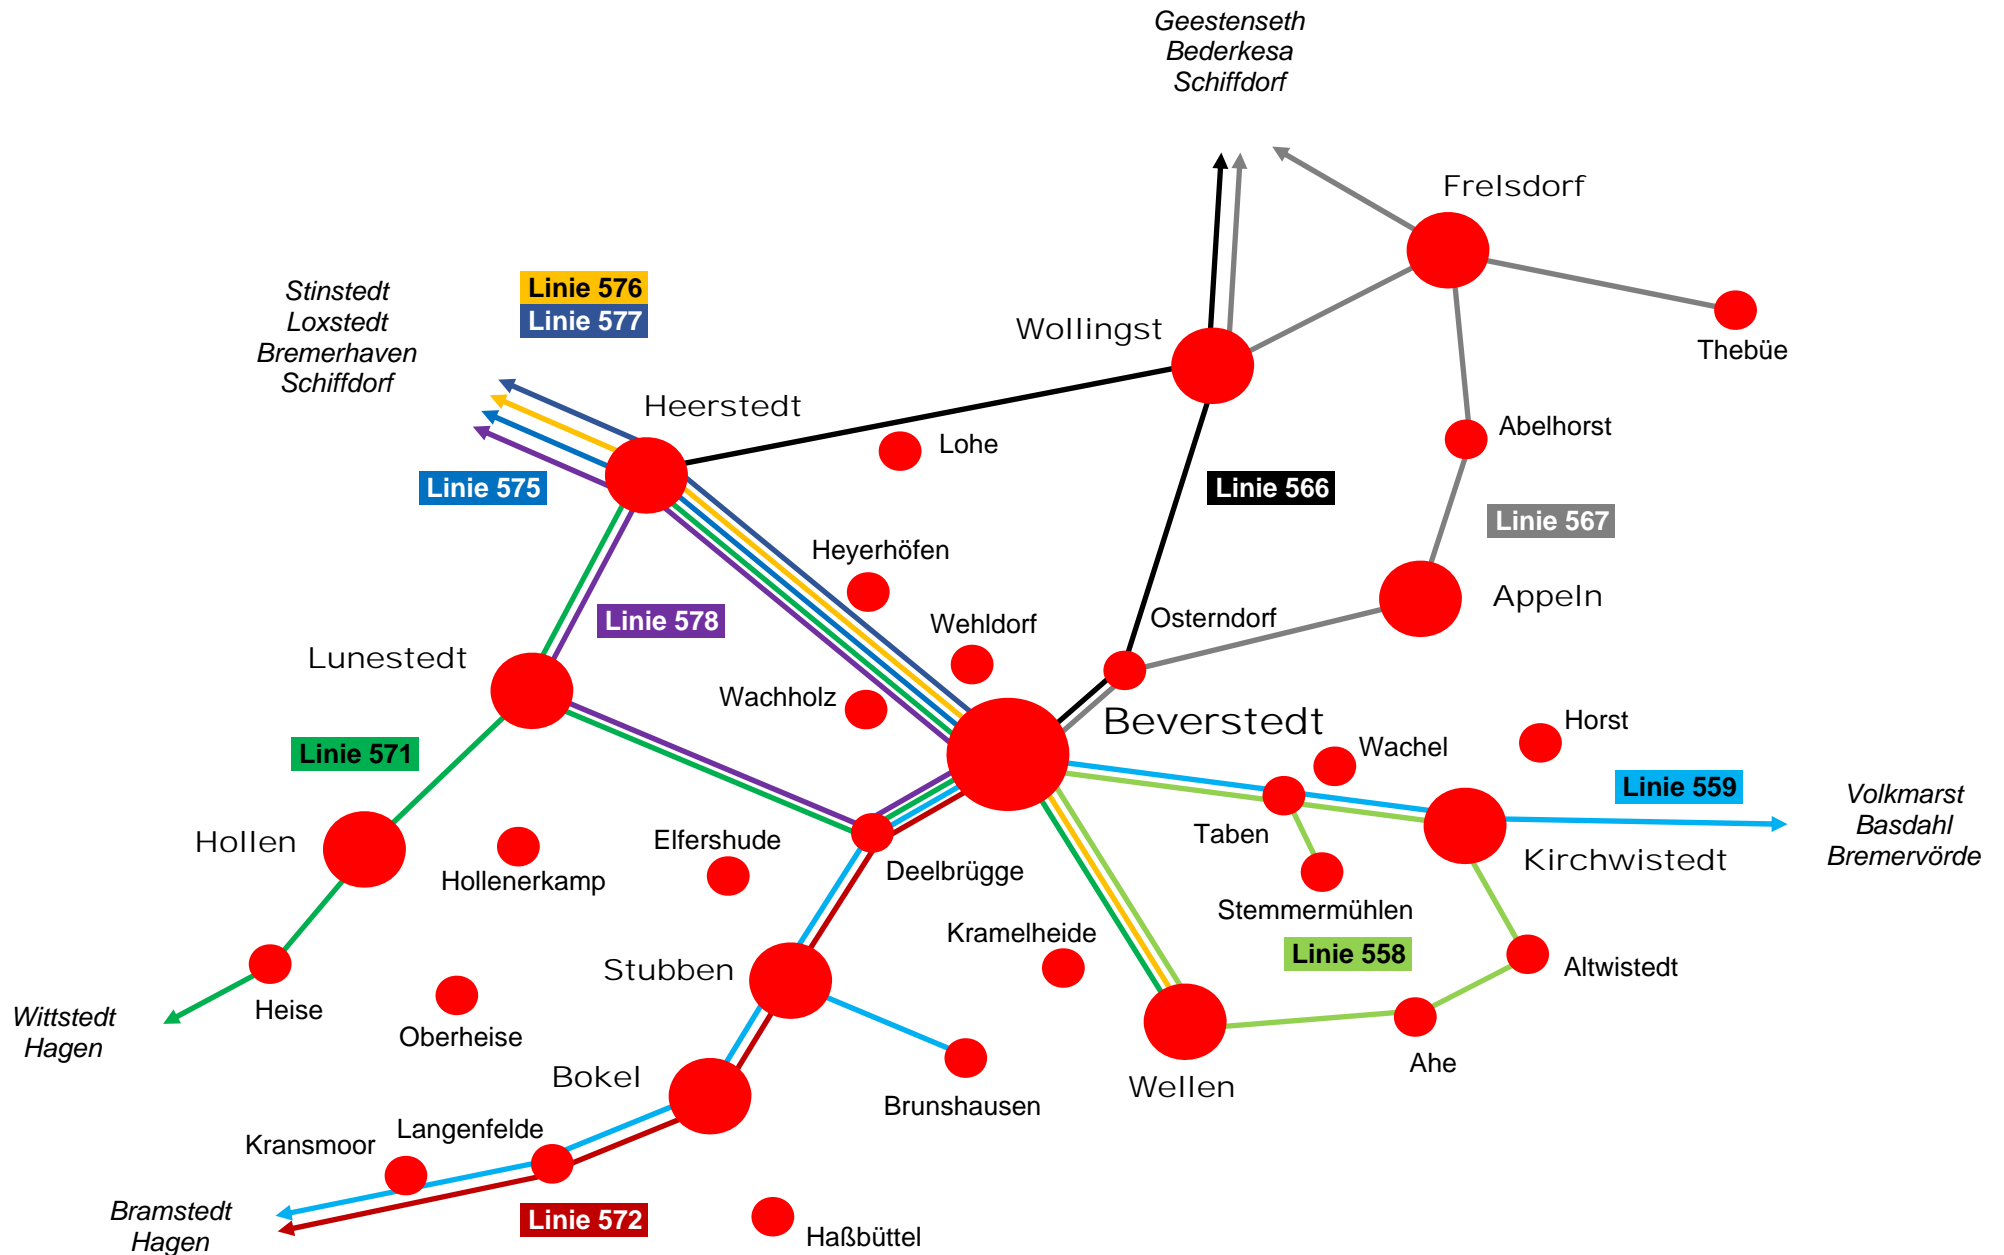 Geestenseth
Bederkesa
Schiffdorf
Frelsdorf
Stinstedt
Loxstedt
Bremerhaven
Schiffdorf
Linie 576
Linie 577
Wollingst
Thebüe
Heerstedt
Lohe
Abelhorst
Linie 575
Linie 566
Linie 567
Heyerhöfen
Appeln
Linie 578
Wehldorf
Osterndorf
Lunestedt
Wachholz
Beverstedt
Horst
Linie 571
Wachel
Linie 559
Volkmarst
Basdahl
Bremervörde
Hollen
Elfershude
Taben
Hollenerkamp
Deelbrügge
Kirchwistedt
Stemmermühlen
Kramelheide
Linie 558
Stubben
Altwistedt
Heise
Wittstedt
Hagen
Oberheise
Ahe
Bokel
Wellen
Brunshausen
Kransmoor
Langenfelde
Bramstedt
Hagen
Linie 572
Haßbüttel